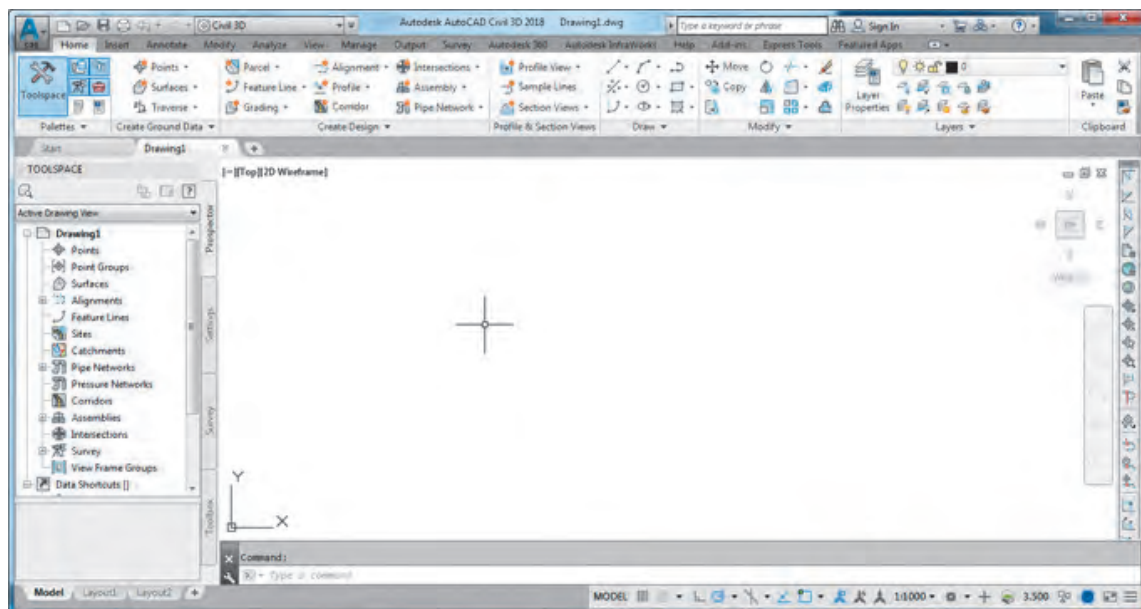 Civil 3D Autodesk AutoCAD Civil 3D 2018 Drawing1.dwg Type a keyword or phrase Sign In
Home Insert Annotate Modify Analyze View Manage Output Survey Autodesk 360 Autodesk InfraWorks Help Add-ins Express Tools Featured Apps
Toolspace
Points Parcel Alignment Intersections Profile View Move
Surfaces Feature Line Profile Assembly Sample Lines Copy
Traverse Grading Corridor Pipe Network Section Views
0
Layer Properties
Paste
Palettes Create Ground Data Create Design Profile & Section Views Draw Modify Layers Clipboard
Start Drawing1
TOOLSPACE
Active Drawing View
Drawing1
Points
Point Groups
Surfaces
Alignments
Feature Lines
Sites
Catchments
Pipe Networks
Pressure Networks
Corridors
Assemblies
Intersections
Survey
View Frame Groups
Data Shortcuts []
Prospector
Settings
Survey
Toolbox
[-][Top][2D Wireframe]
Y
X
Command:
Type a command
Model Layout1 Layout2 +
MODEL 1:1000 3.500